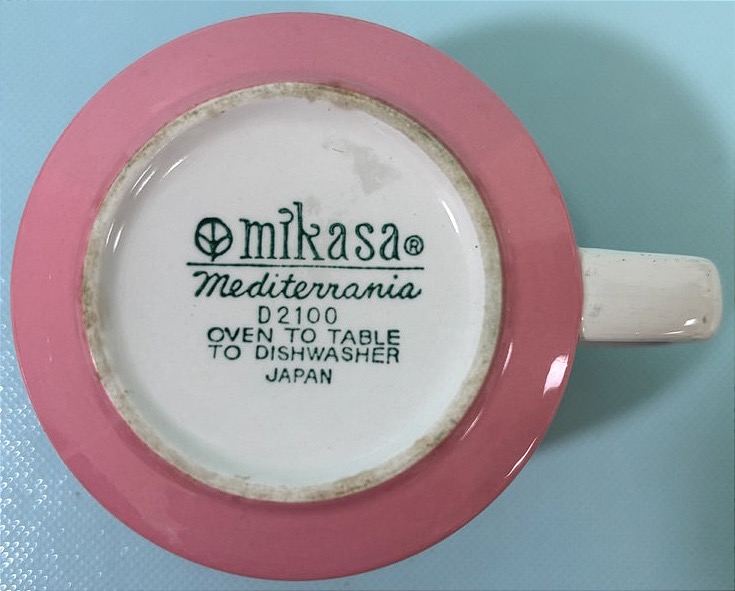 mikasa®
Mediterrania
D2100
OVEN TO TABLE
TO DISHWASHER
JAPAN